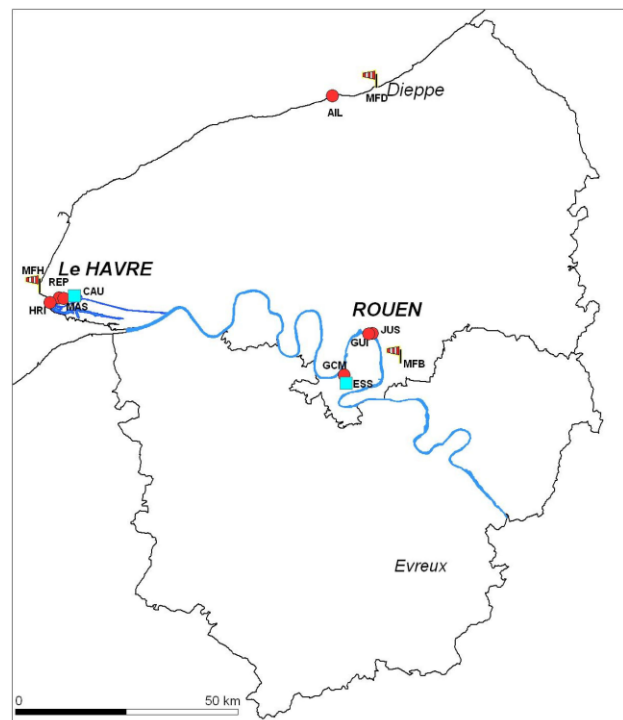 MFD
Dieppe
AIL
MFH
Le HAVRE
REP
CAU
MAS
HRI
ROUEN
JUS
GUI
MFB
GCM
ESS
Evreux
0
50 km